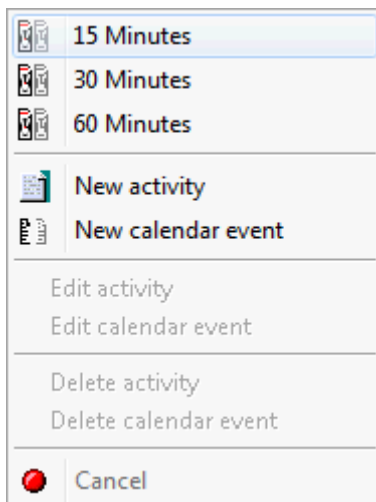 15 Minutes
30 Minutes
60 Minutes
New activity
New calendar event
Edit activity
Edit calendar event
Delete activity
Delete calendar event
Cancel